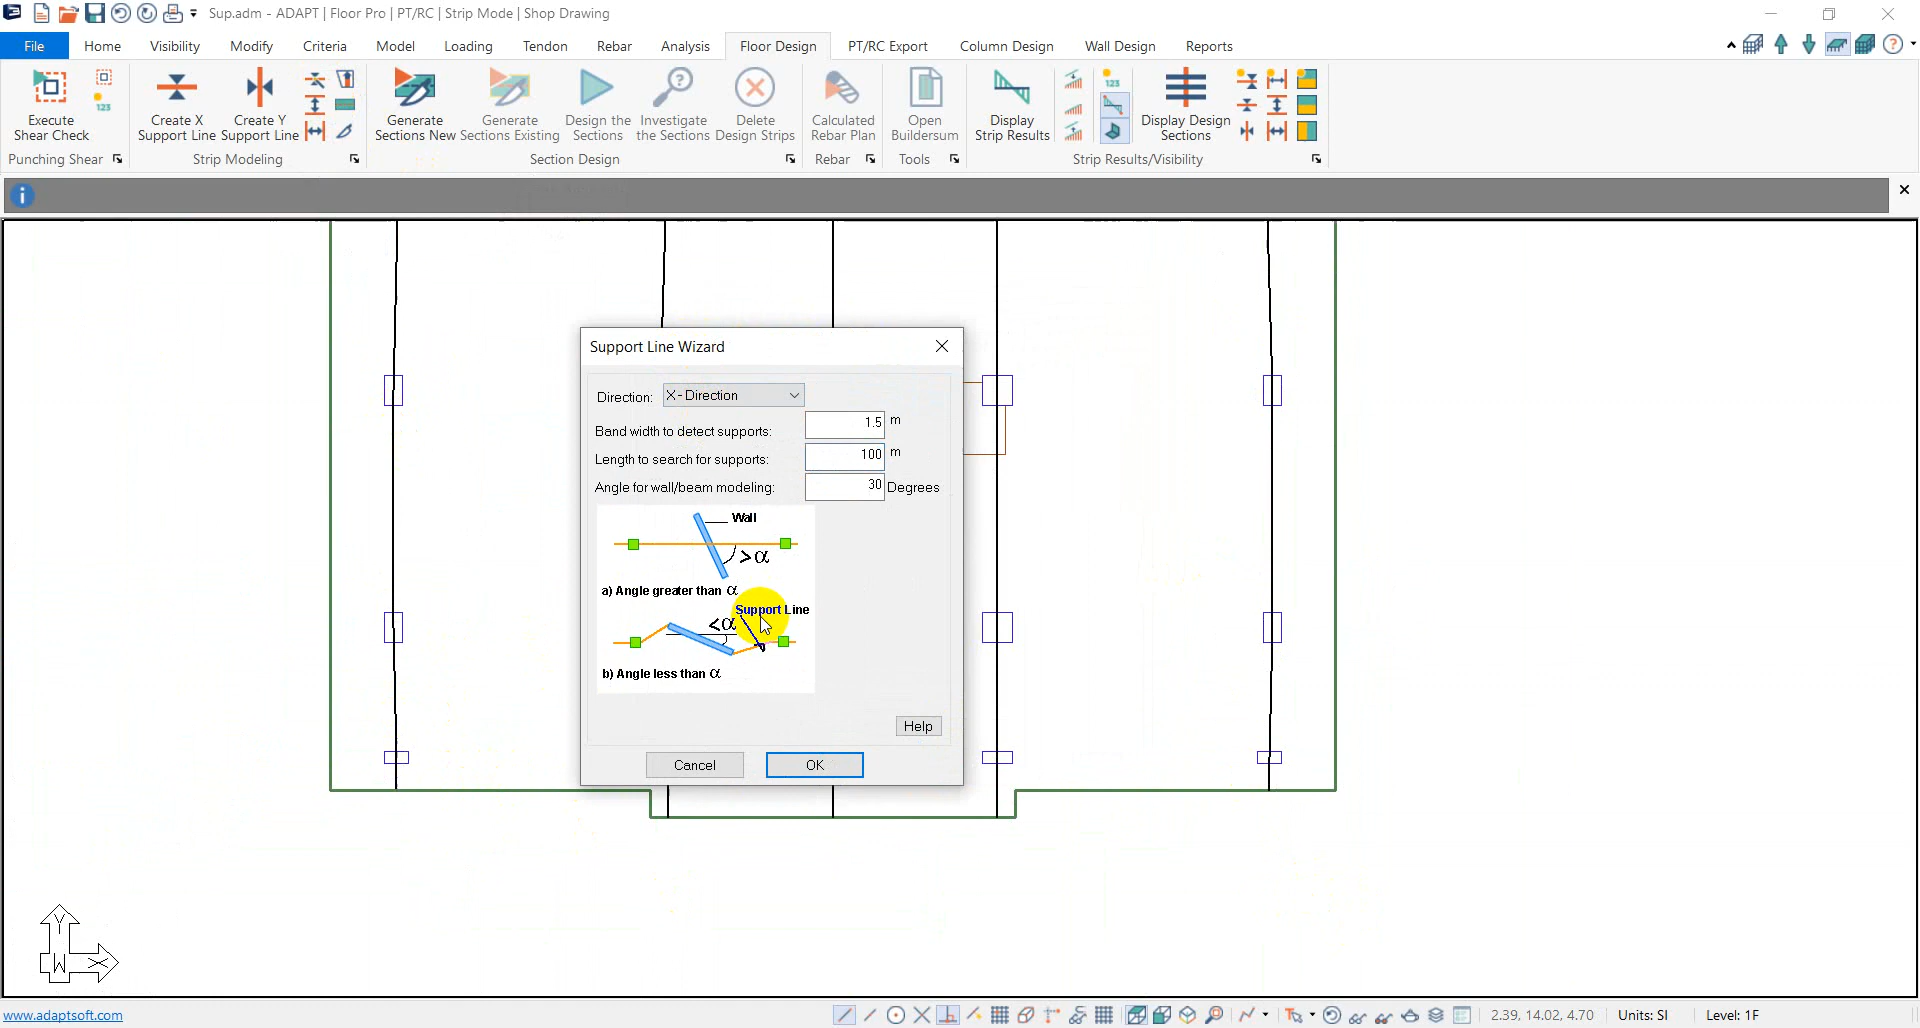 Sup.adm - ADAPT | Floor Pro | PT/RC | Strip Mode | Shop Drawing
File Home Visibility Modify Criteria Model Loading Tendon Rebar Analysis Floor Design PT/RC Export Column Design Wall Design Reports
Execute Shear Check
123
Create X Support Line
Create Y Support Line
Generate Sections New
Generate Sections Existing
Design the Sections
Investigate the Sections
Delete Design Strips
Calculated Rebar Plan
Open Buildersum
Display Strip Results
123
Display Design Sections
Punching Shear Strip Modeling Section Design Rebar Tools Strip Results/Visibility
Support Line Wizard
Direction: X- Direction
Band width to detect supports: 1.5 m
Length to search for supports: 100 m
Angle for wall/beam modeling: 30 Degrees
Wall
>α
a) Angle greater than α
Support Line
<α
b) Angle less than α
Help
Cancel OK
Y
W X
www.adaptsoft.com 2.39, 14.02, 4.70 Units: SI Level: 1F